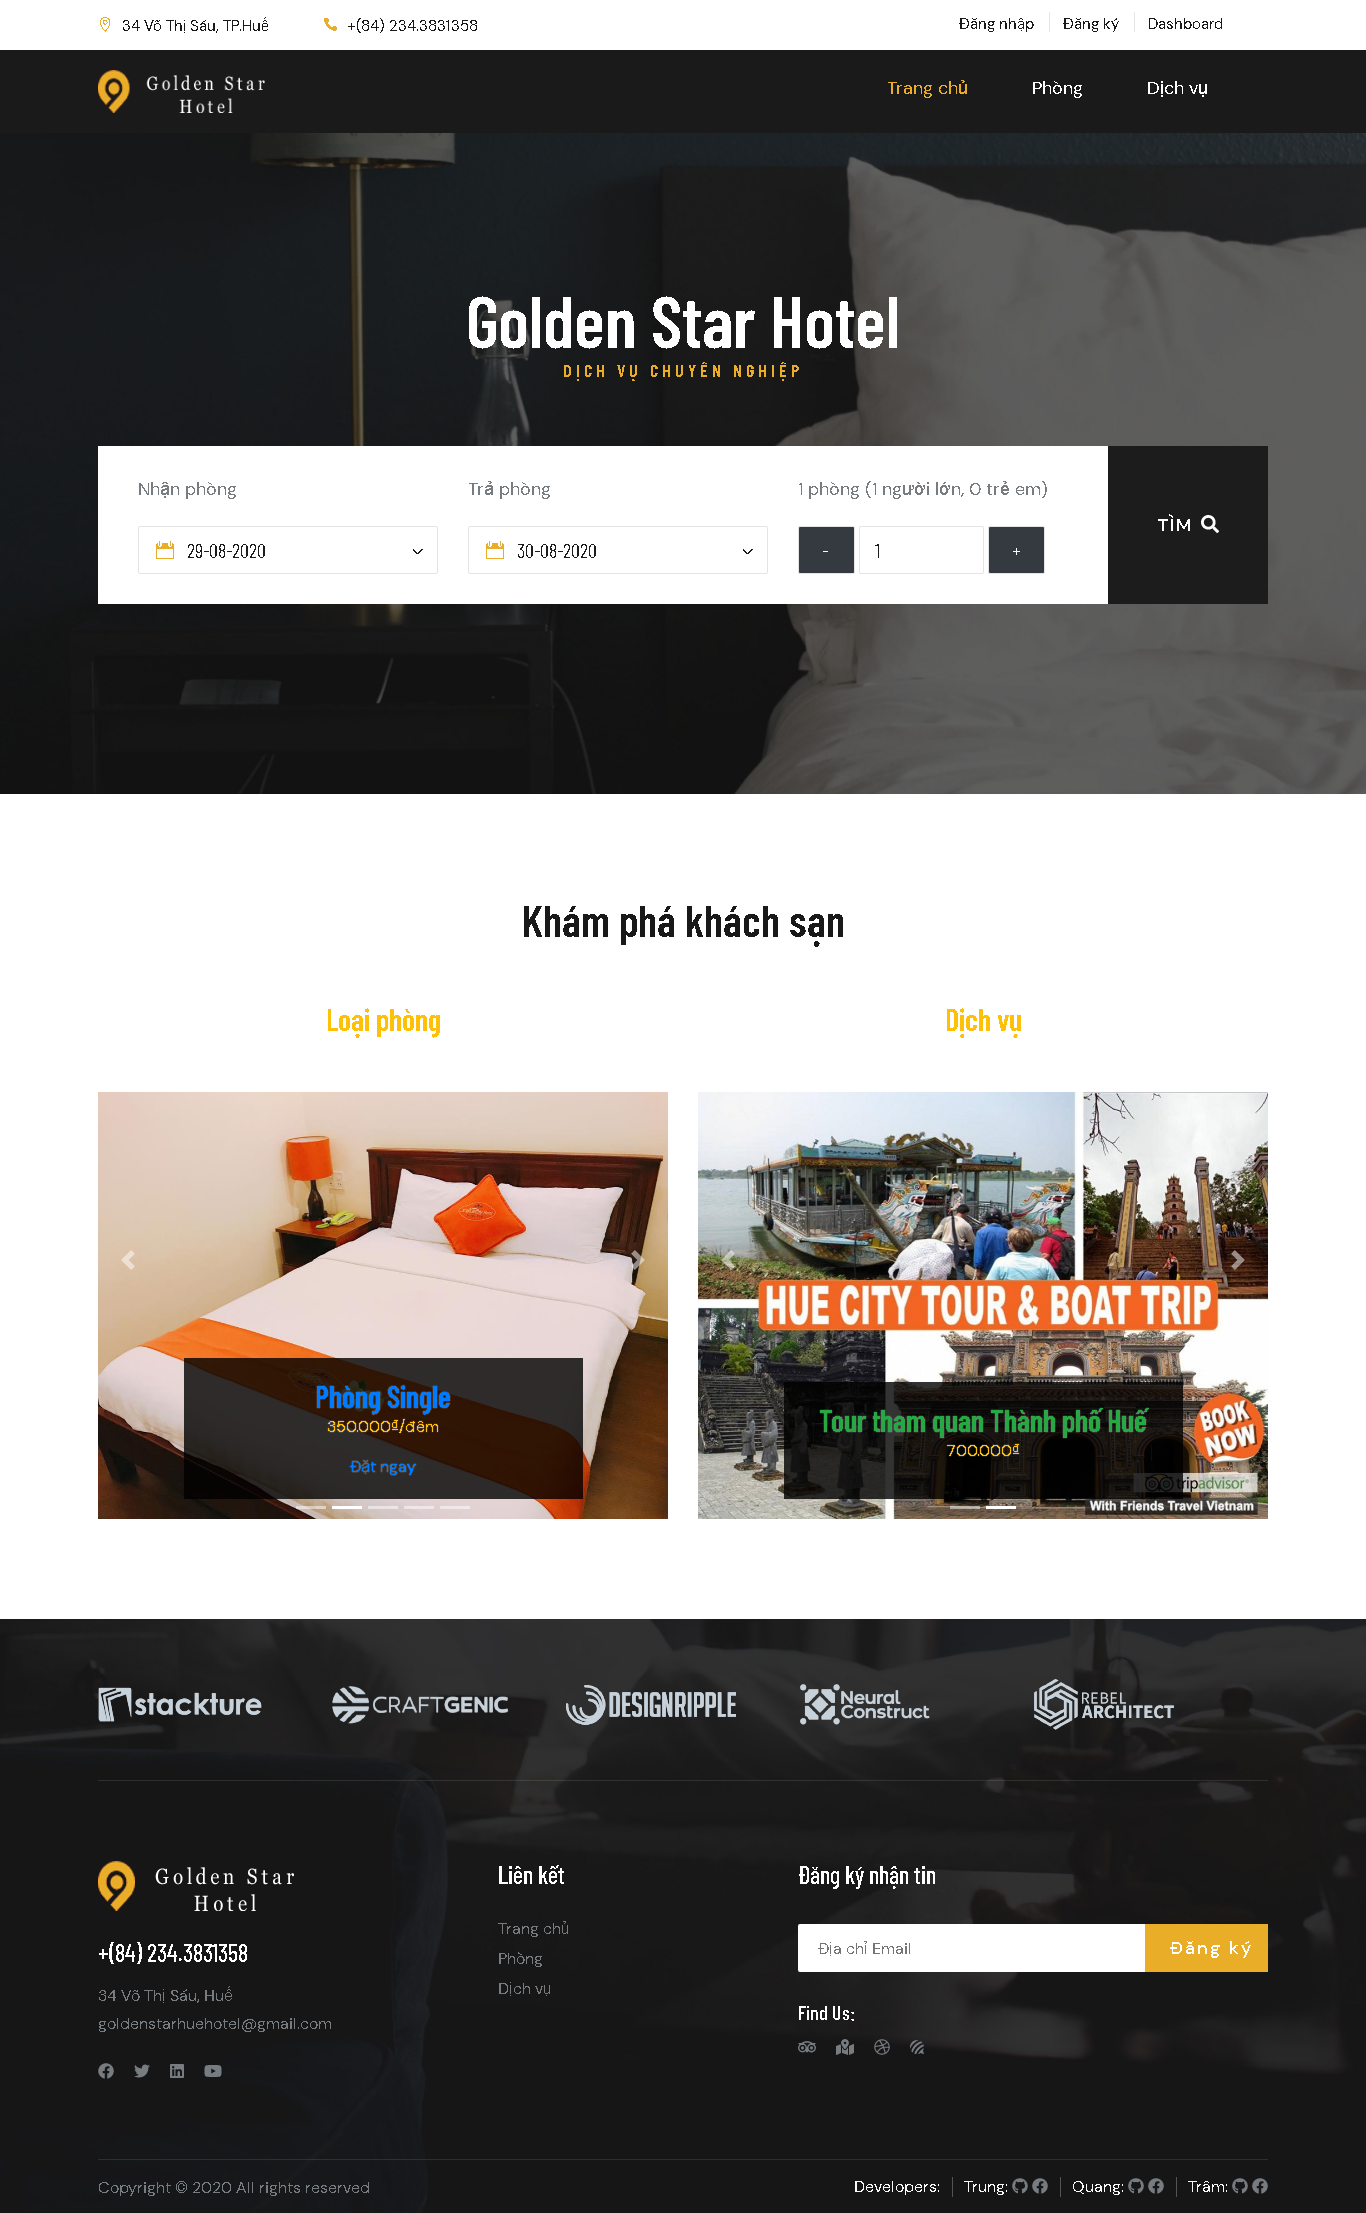 34 Võ Thị Sáu, TP.Huế
+(84) 234.3831358
Đăng nhập
Đăng ký
Dashboard
Golden Star
Hotel
Trang chủ
Phòng
Dịch vụ
Golden Star Hotel
DỊCH VỤ CHUYÊN NGHIỆP
Nhận phòng
Trả phòng
1 phòng (1 người lớn, 0 trẻ em)
29-08-2020
30-08-2020
-
1
+
TÌM
Khám phá khách sạn
Loại phòng
Dịch vụ
Phòng Single
350.000₫/đêm
Đặt ngay
HUE CITY TOUR & BOAT TRIP
Tour tham quan Thành phố Huế
700.000₫
BOOK
NOW
tripadvisor
With Friends Travel Vietnam
stackture
CRAFTGENIC
DESIGNRIPPLE
Neural
Construct
REBEL
ARCHITECT
Golden Star
Hotel
+(84) 234.3831358
34 Võ Thị Sáu, Huế
goldenstarhuehotel@gmail.com
Liên kết
Trang chủ
Phòng
Dịch vụ
Đăng ký nhận tin
Địa chỉ Email
Đăng ký
Find Us:
Copyright © 2020 All rights reserved
Developers:
Trung:
Quang:
Trâm: